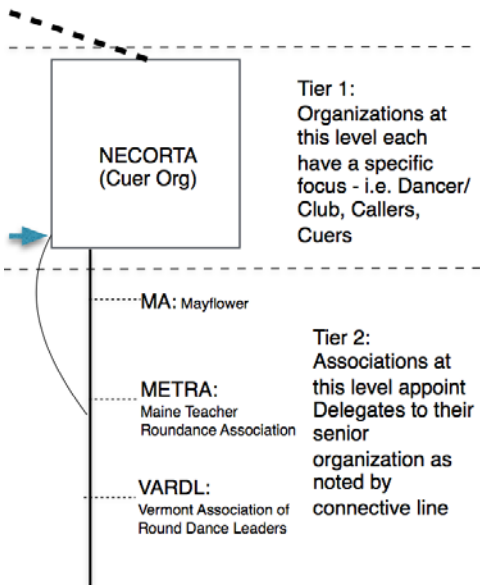 NECORTA
(Cuer Org)
Tier 1:
Organizations at
this level each
have a specific
focus - i.e. Dancer/
Club, Callers,
Cuers
MA: Mayflower
METRA:
Maine Teacher
Roundance Association
VARDL:
Vermont Association of
Round Dance Leaders
Tier 2:
Associations at
this level appoint
Delegates to their
senior
organization as
noted by
connective line